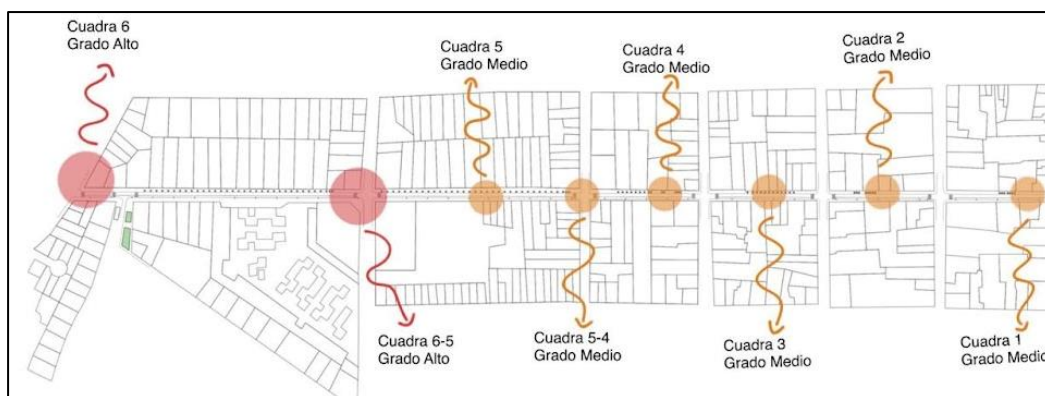 Cuadra 6
Grado Alto
Cuadra 5
Grado Medio
Cuadra 4
Grado Medio
Cuadra 2
Grado Medio
Cuadra 6-5
Grado Alto
Cuadra 5-4
Grado Medio
Cuadra 3
Grado Medio
Cuadra 1
Grado Medio